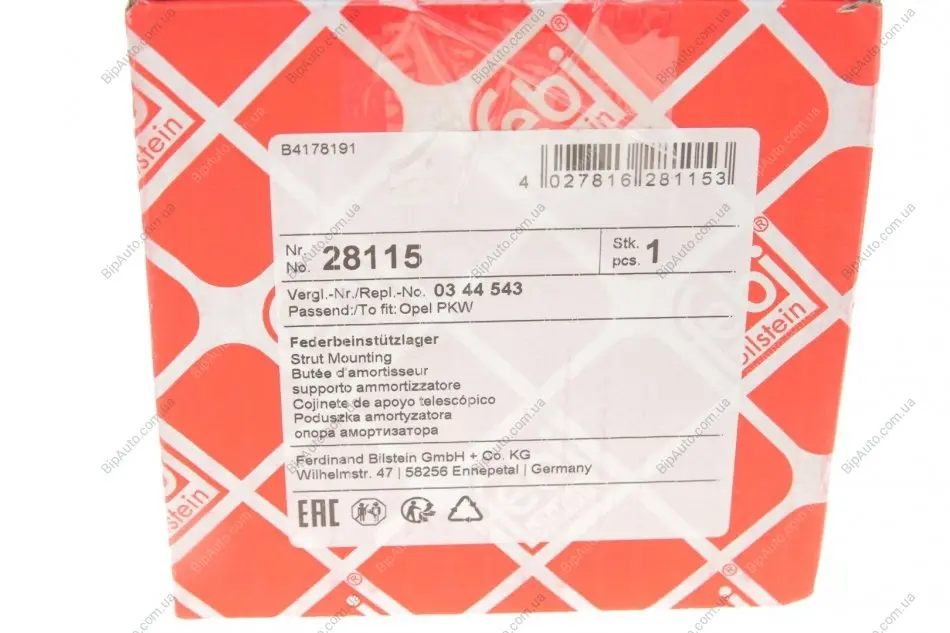 febi
bilstein
B4178191
4 027816 281153
Nr.
No. 28115
Stk.
pcs. 1
Vergl.-Nr./Repl.-No. 03 44 543
Passend:/To fit: Opel PKW
Federbeinstützlager
Strut Mounting
Butée d'amortisseur
supporto ammortizzatore
Cojinete de apoyo telescópico
Poduszka amortyzatora
опора амортизатора
Ferdinand Bilstein GmbH + Co. KG
Wilhelmstr. 47 | 58256 Ennepetal | Germany
EAC
BipAuto.com.ua